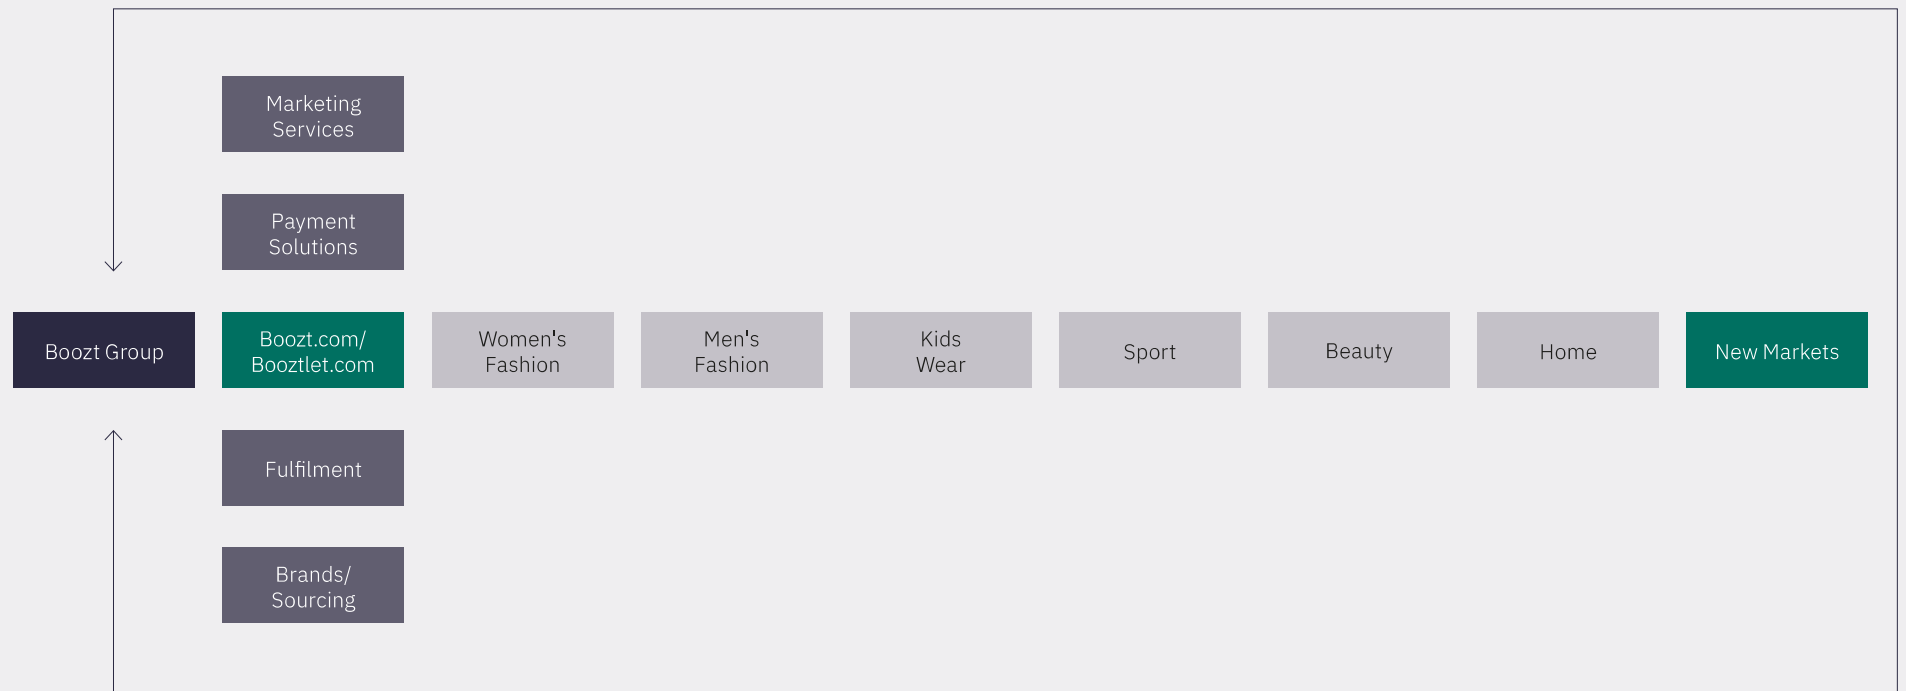 Marketing
Services
Payment
Solutions
Boozt Group
Boozt.com/
Booztlet.com
Women's
Fashion
Men's
Fashion
Kids
Wear
Sport
Beauty
Home
New Markets
Fulfilment
Brands/
Sourcing